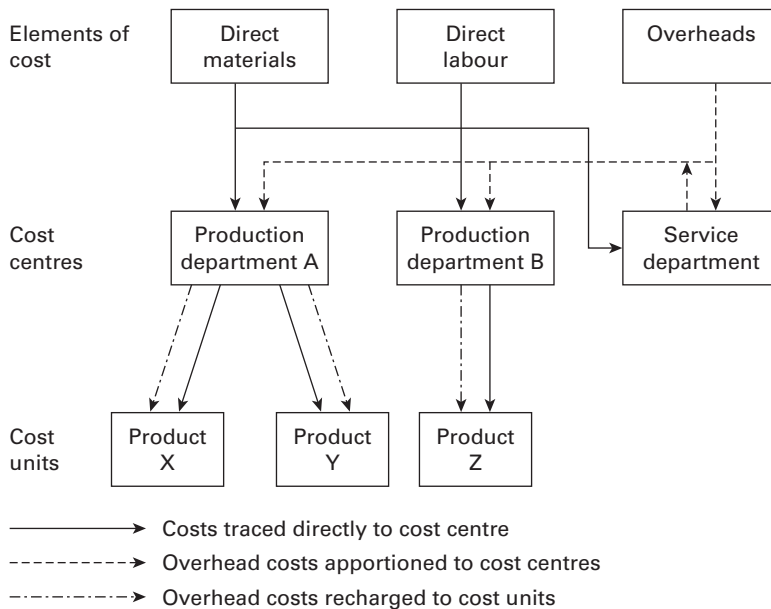 Elements of
cost
Direct
materials
Direct
labour
Overheads
Cost
centres
Production
department A
Production
department B
Service
department
Cost
units
Product
X
Product
Y
Product
Z
Costs traced directly to cost centre
Overhead costs apportioned to cost centres
Overhead costs recharged to cost units